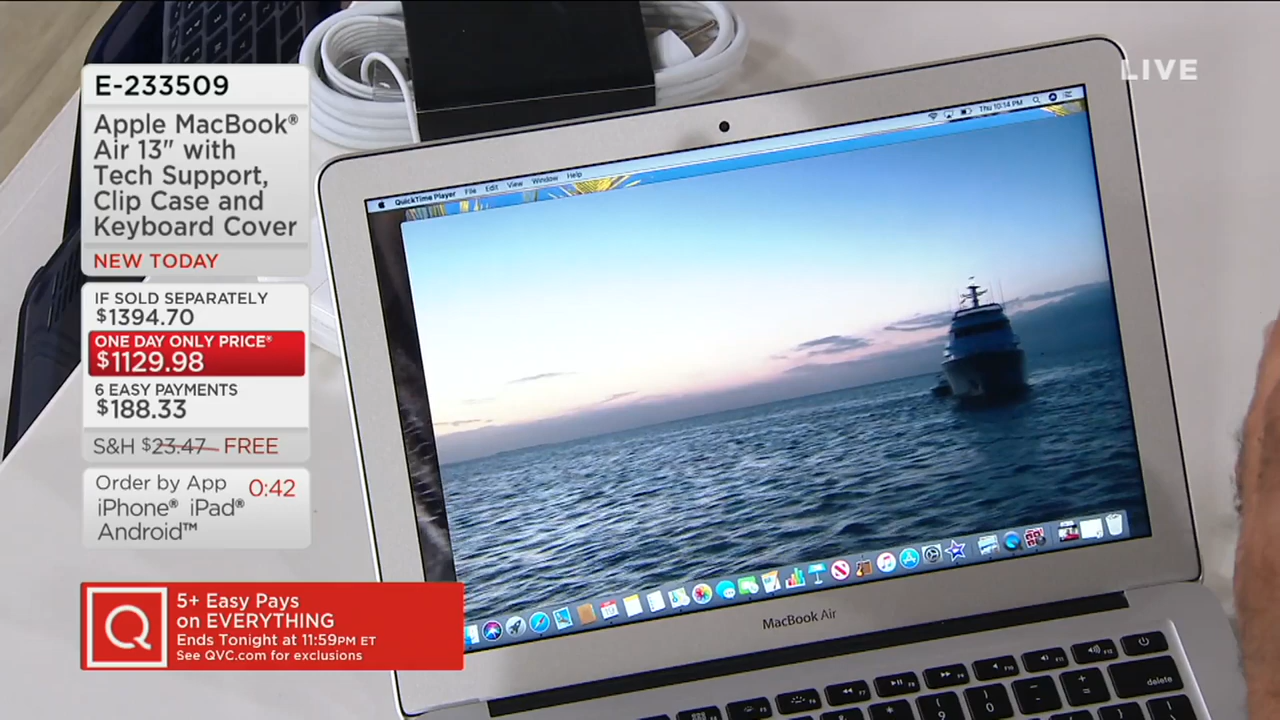 LIVE
E-233509
Apple MacBook®
Air 13" with
Tech Support,
Clip Case and
Keyboard Cover
NEW TODAY
IF SOLD SEPARATELY
$1394.70
ONE DAY ONLY PRICE®
$1129.98
6 EASY PAYMENTS
$188.33
S&H $23.47 FREE
Order by App 0:42
iPhone® iPad®
Android™
Q
5+ Easy Pays
on EVERYTHING
Ends Tonight at 11:59PM ET
See QVC.com for exclusions
QuickTime Player File Edit View Window Help Thu 10:14 PM
MacBook Air
delete